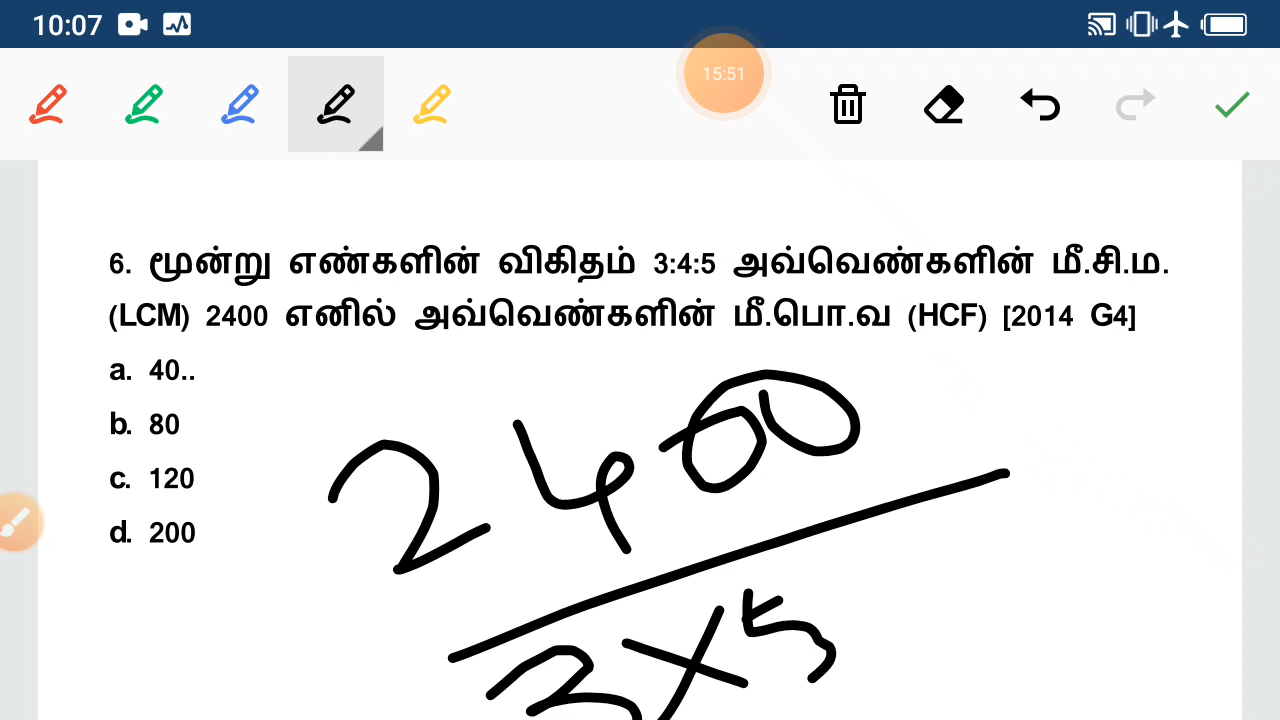 10:07
15:51
6. மூன்று எண்களின் விகிதம் 3:4:5 அவ்வெண்களின் மீ.சி.ம.
(LCM) 2400 எனில் அவ்வெண்களின் மீ.பொ.வ (HCF) [2014 G4]
a. 40..
b. 80
c. 120
d. 200
2400
3×5